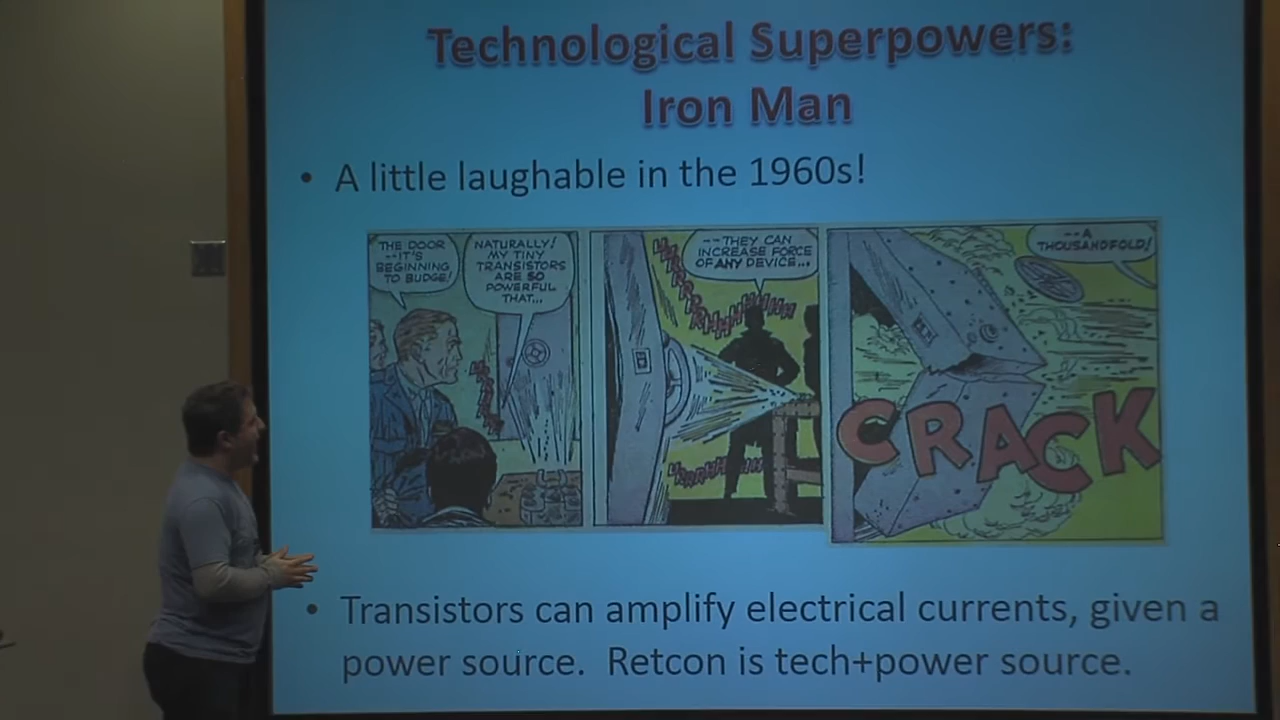 Technological Superpowers:
Iron Man
• A little laughable in the 1960s!
THE DOOR
--IT'S
BEGINNING
TO BUDGE!
NATURALLY!
MY TINY
TRANSISTORS
ARE SO
POWERFUL
THAT...
--THEY CAN
INCREASE FORCE
OF ANY DEVICE...
--A
THOUSANDFOLD!
CRACK
• Transistors can amplify electrical currents, given a
power source. Retcon is tech+power source.